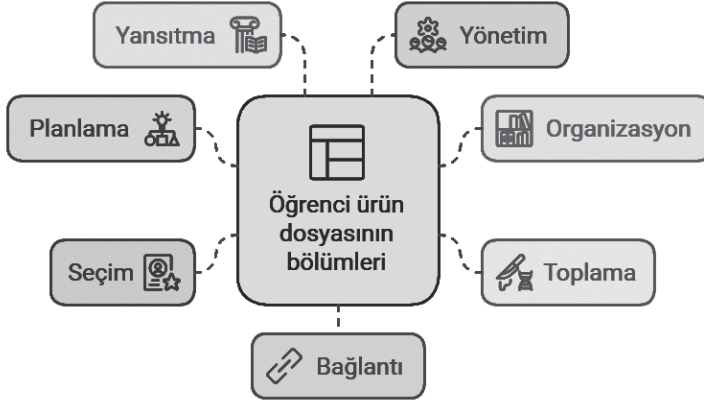 Yansıtma
Yönetim
Planlama
Organizasyon
Öğrenci ürün
dosyasının
bölümleri
Seçim
Toplama
Bağlantı